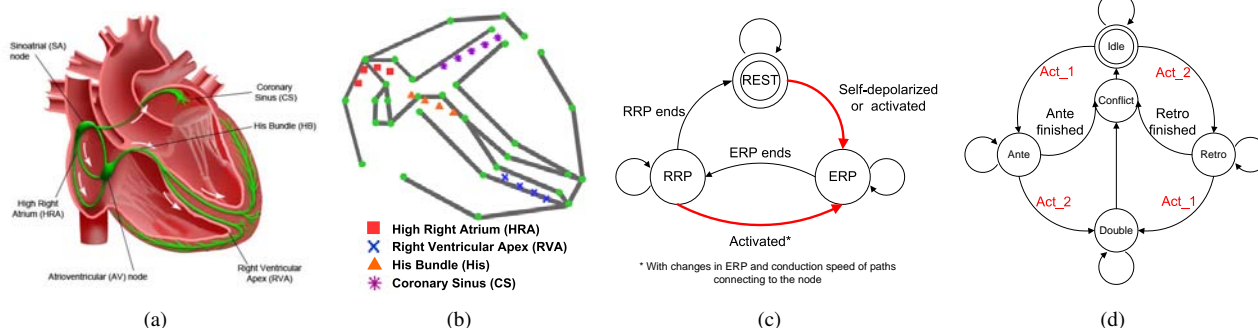 Sinoatrial (SA)
node
Coronary
Sinus (CS)
His Bundle (HB)
High Right
Atrium (HRA)
Atrioventricular (AV) node
Right Ventricular
Apex (RVA)
(a)
High Right Atrium (HRA)
Right Ventricular Apex (RVA)
His Bundle (His)
Coronary Sinus (CS)
(b)
REST
Self-depolarized
or activated
RRP ends
ERP ends
RRP
ERP
Activated*
* With changes in ERP and conduction speed of paths
connecting to the node
(c)
Idle
Act_1
Act_2
Conflict
Ante
finished
Retro
finished
Ante
Retro
Act_2
Act_1
Double
(d)